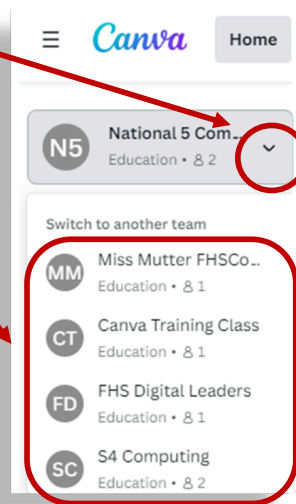 Canva Home
N5 National 5 Com...
Education • 2
Switch to another team
MM Miss Mutter FHSCo...
Education • 1
CT Canva Training Class
Education • 1
FD FHS Digital Leaders
Education • 1
SC S4 Computing
Education • 2